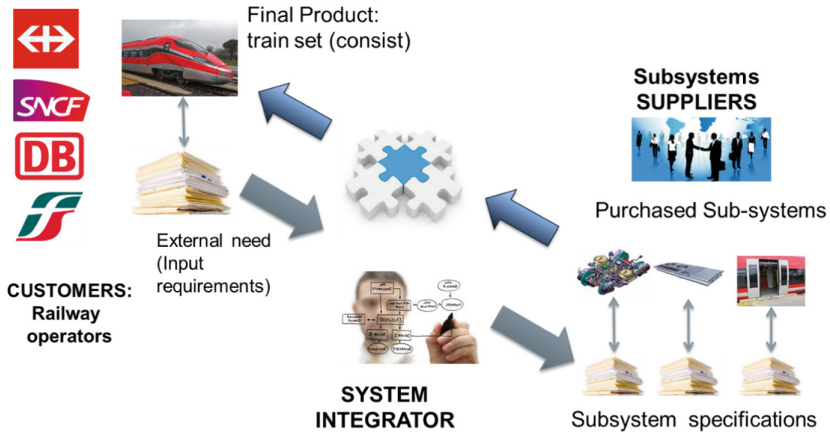 Final Product:
train set (consist)
SNCF
DB
Subsystems
SUPPLIERS
Purchased Sub-systems
External need
(Input
requirements)
CUSTOMERS:
Railway
operators
SYSTEM
INTEGRATOR
Subsystem specifications